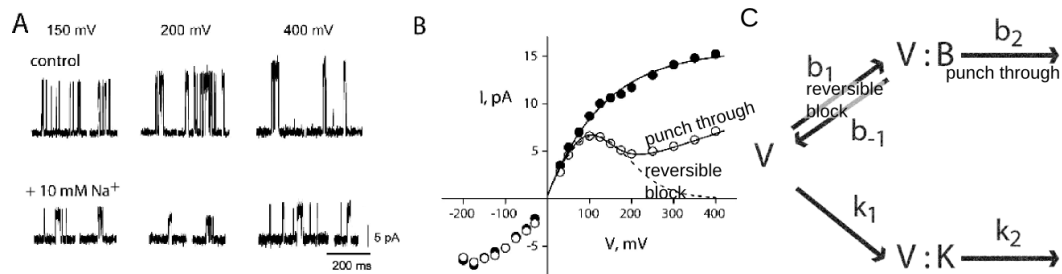 A
150 mV
200 mV
400 mV
control
+ 10 mM Na⁺
5 pA
200 ms
B
I, pA
15
10
5
-5
-200
-100
100
200
300
400
V, mV
punch through
reversible
block
C
V
b₁
reversible
block
b₋₁
V : B
b₂
punch through
k₁
V : K
k₂